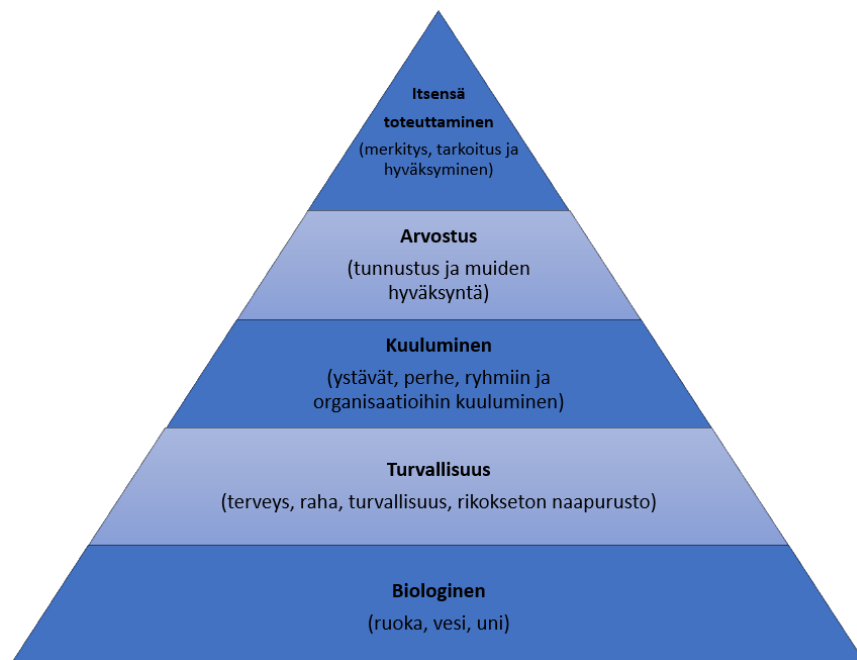 Itsensä
toteuttaminen
(merkitys, tarkoitus ja
hyväksyminen)
Arvostus
(tunnustus ja muiden
hyväksyntä)
Kuuluminen
(ystävät, perhe, ryhmiin ja
organisaatioihin kuuluminen)
Turvallisuus
(terveys, raha, turvallisuus, rikokseton naapurusto)
Biologinen
(ruoka, vesi, uni)